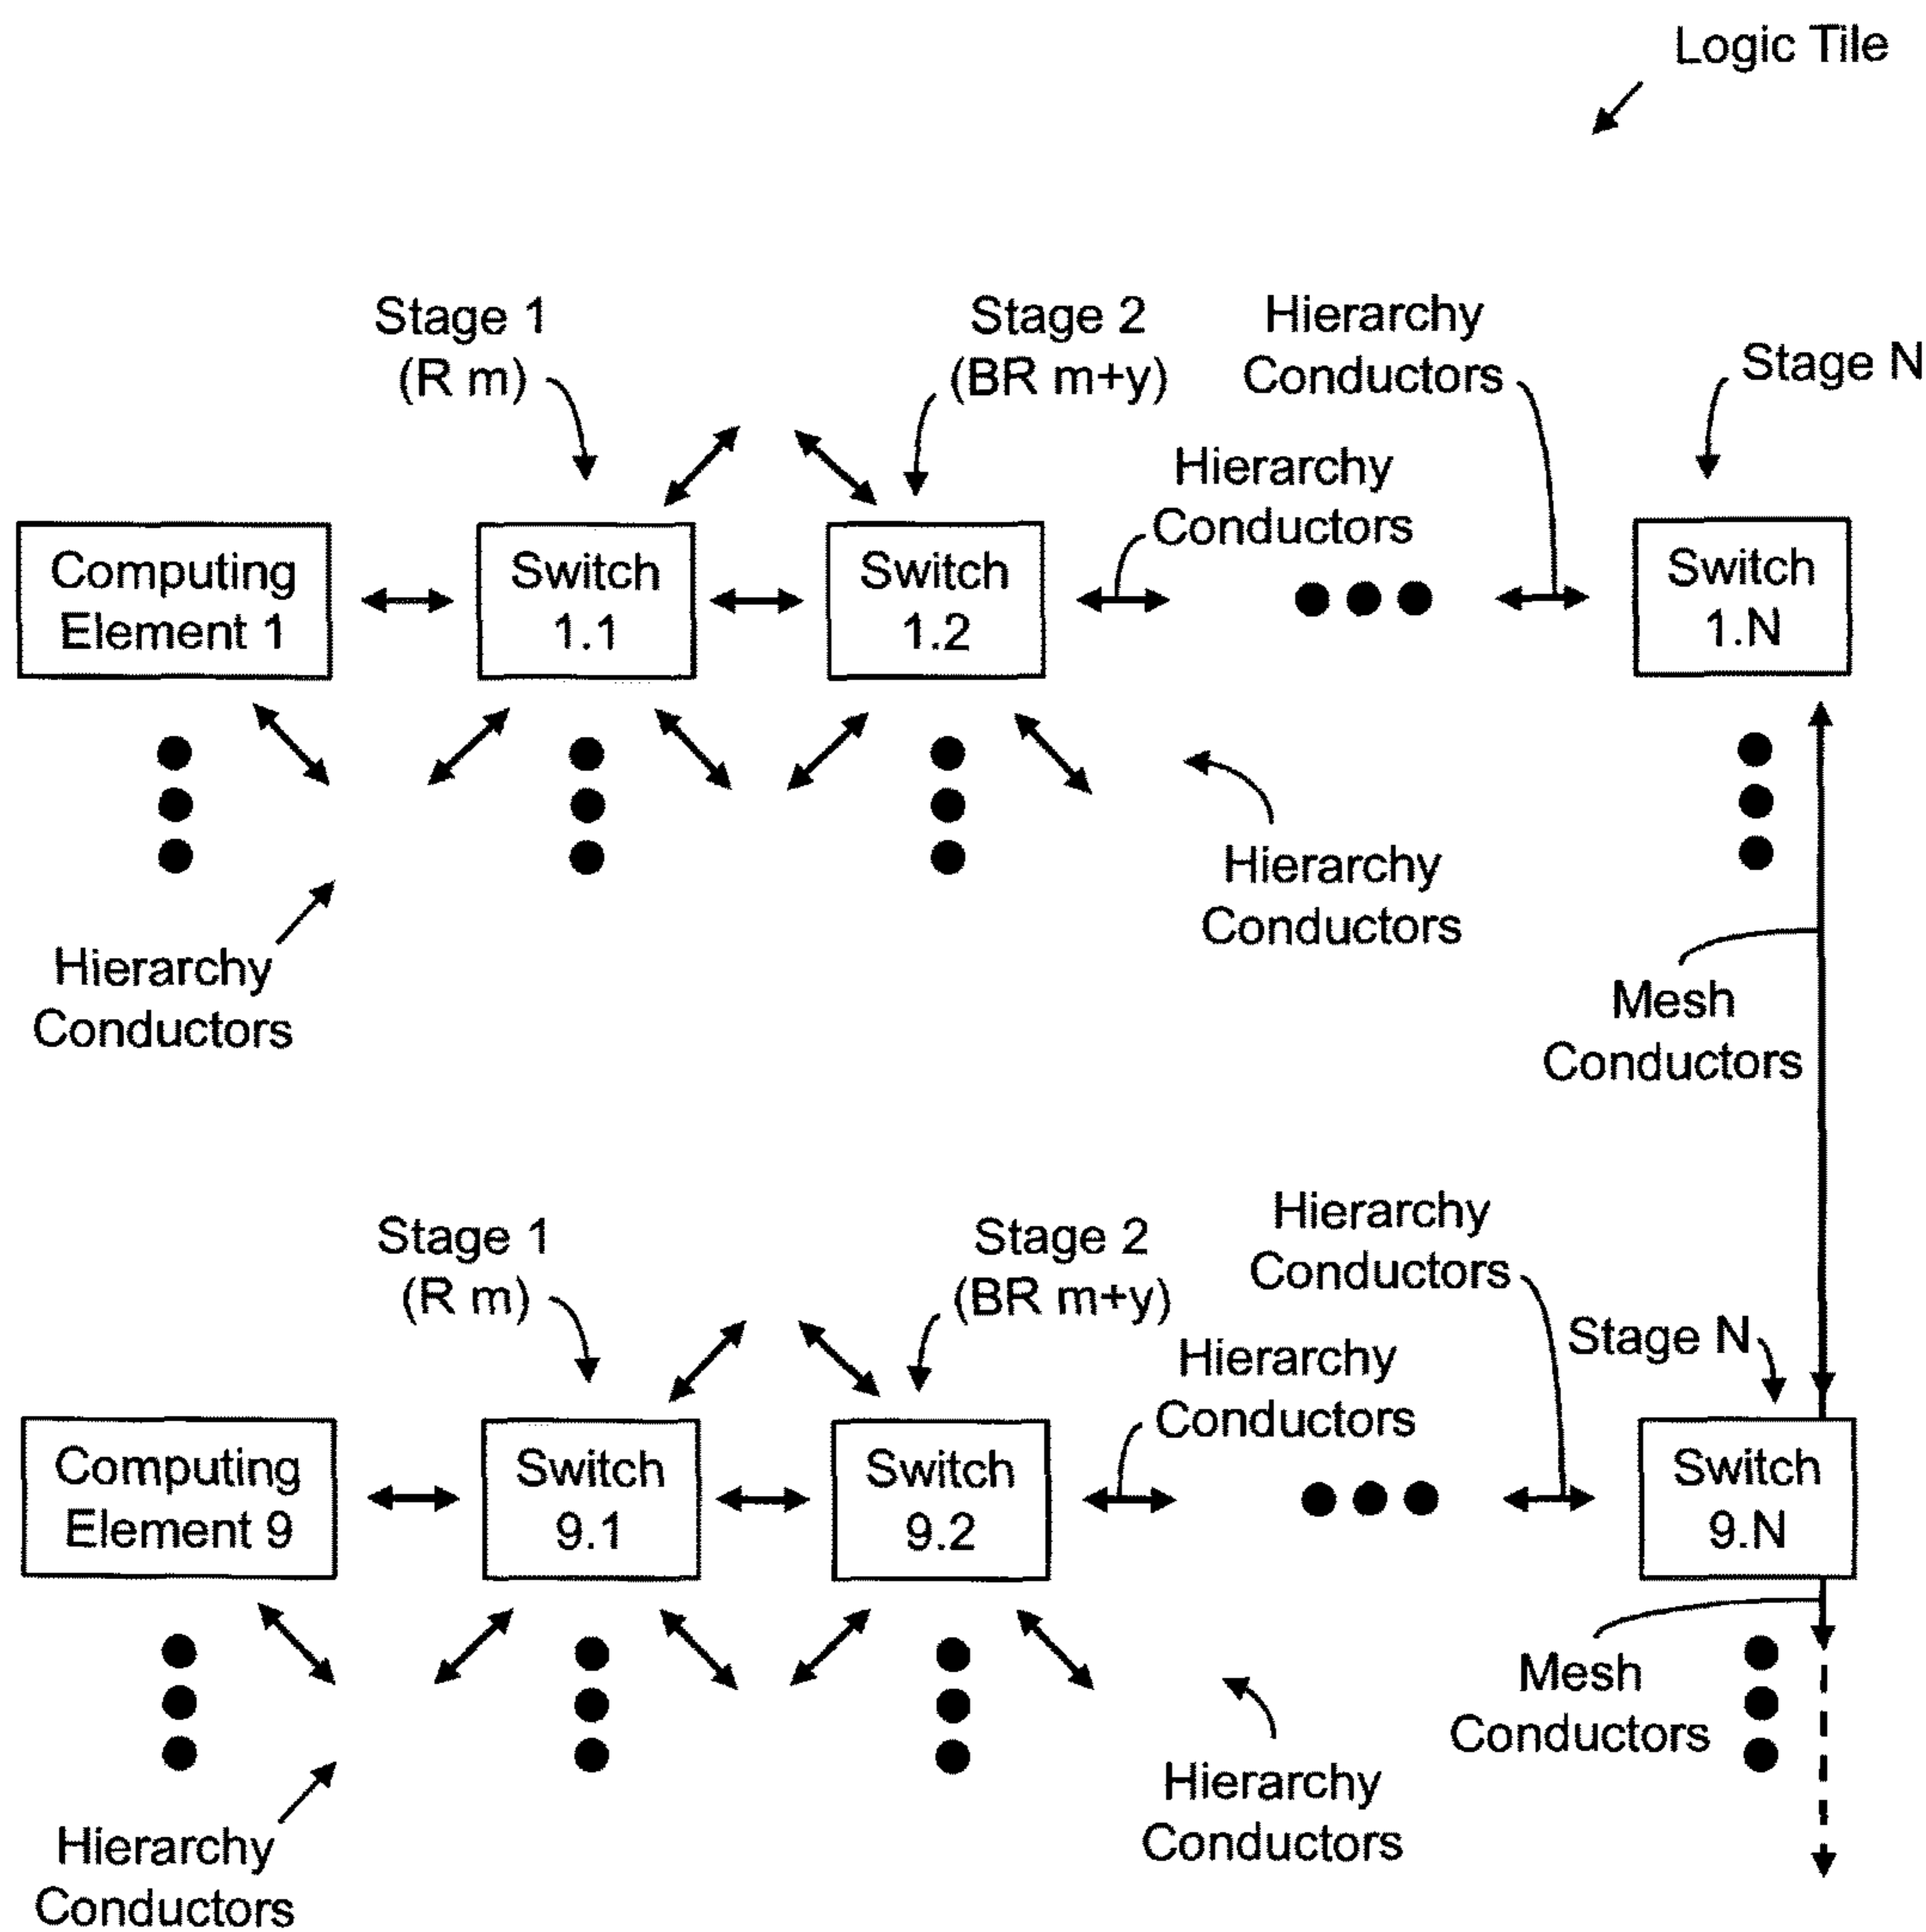 Logic Tile
Stage 1
(R m)
Stage 2
(BR m+y)
Hierarchy
Conductors
Stage N
Hierarchy
Conductors
Computing
Element 1
Switch
1.1
Switch
1.2
Switch
1.N
Hierarchy
Conductors
Hierarchy
Conductors
Mesh
Conductors
Stage 1
(R m)
Stage 2
(BR m+y)
Hierarchy
Conductors
Stage N
Hierarchy
Conductors
Computing
Element 9
Switch
9.1
Switch
9.2
Switch
9.N
Mesh
Conductors
Hierarchy
Conductors
Hierarchy
Conductors